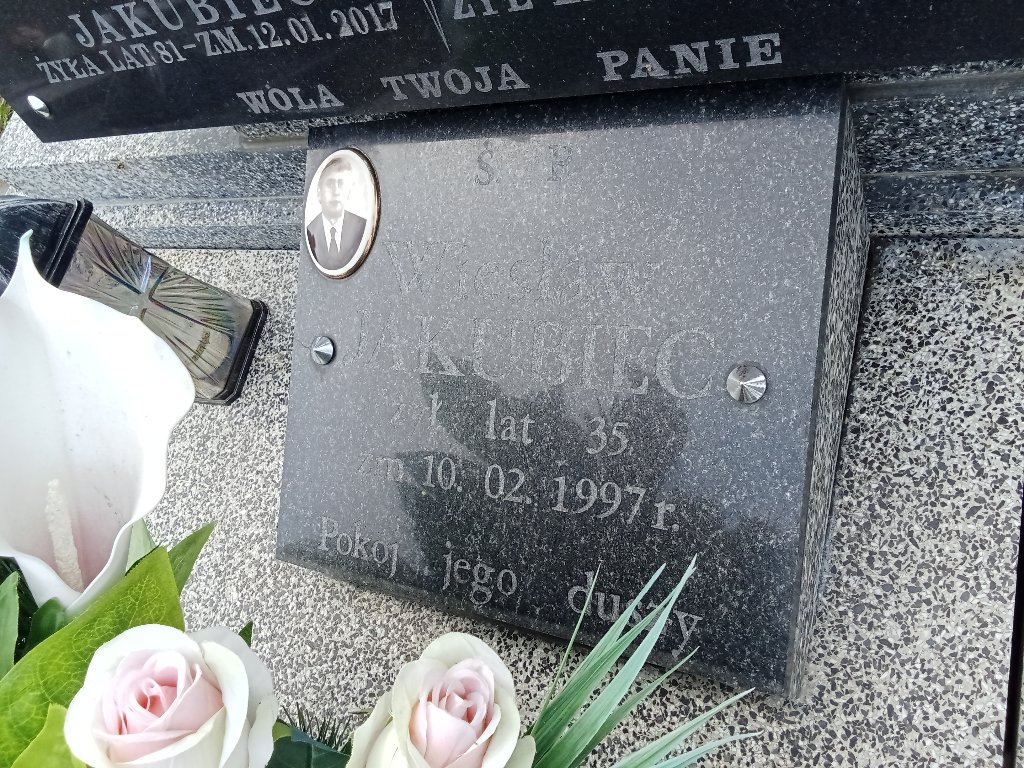 JAKUBIEC
ŻYŁA LAT 81 - ZM. 12.01.2017
ŻYŁ
WOLA TWOJA PANIE
Ś. P
Wiesław
JAKUBIEC
ż. k. lat 35
zm. 10. 02. 1997 r.
Pokój jego duszy